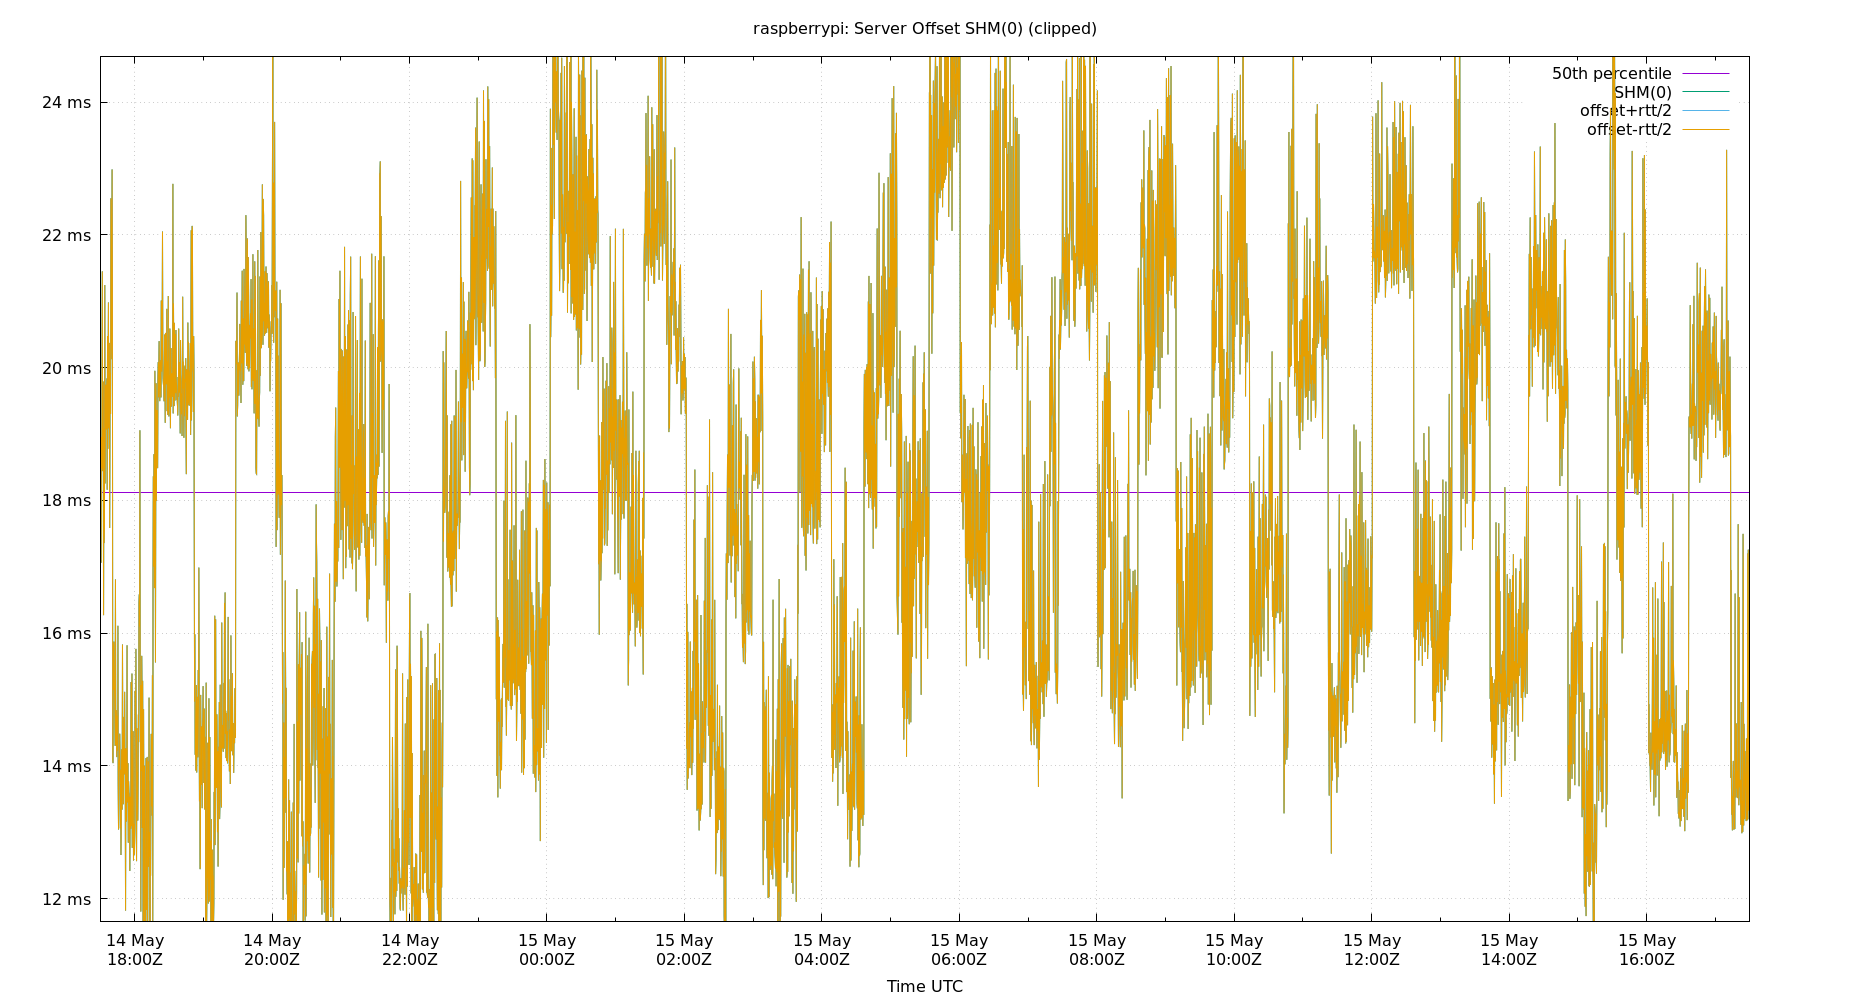 raspberrypi: Server Offset SHM(0) (clipped)
50th percentile
SHM(0)
offset+rtt/2
offset-rtt/2
24 ms
22 ms
20 ms
18 ms
16 ms
14 ms
12 ms
14 May 14 May 14 May 15 May 15 May 15 May 15 May 15 May 15 May 15 May 15 May 15 May
18:00Z 20:00Z 22:00Z 00:00Z 02:00Z 04:00Z 06:00Z 08:00Z 10:00Z 12:00Z 14:00Z 16:00Z
Time UTC